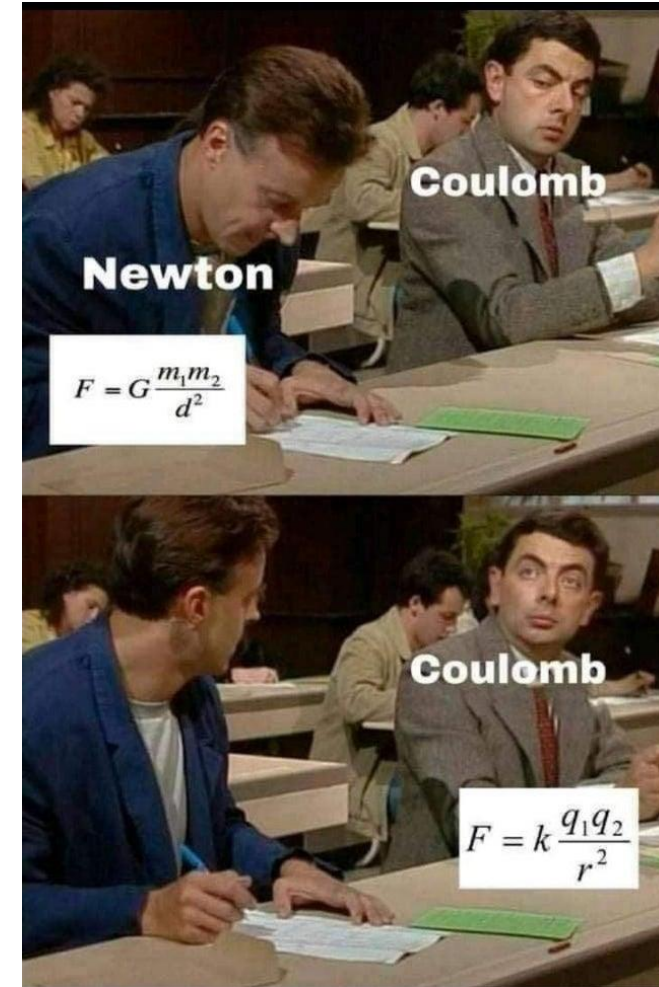 Coulomb
Newton
F = G m₁m₂ / d²
Coulomb
F = k q₁q₂ / r²